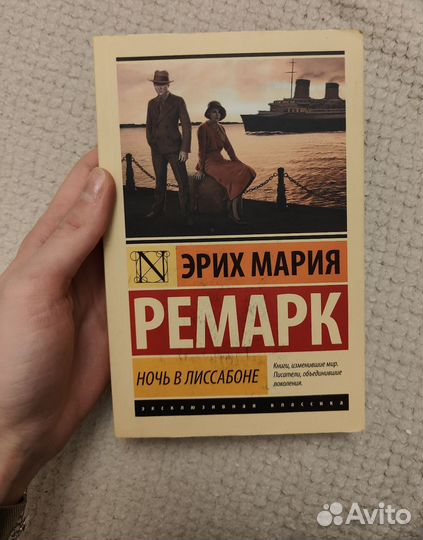 N
ЭРИХ МАРИЯ
РЕМАРК
НОЧЬ В ЛИССАБОНЕ
Книги, изменившие мир.
Писатели, объединившие
поколения.
ЭКСКЛЮЗИВНАЯ КЛАССИКА
Avito